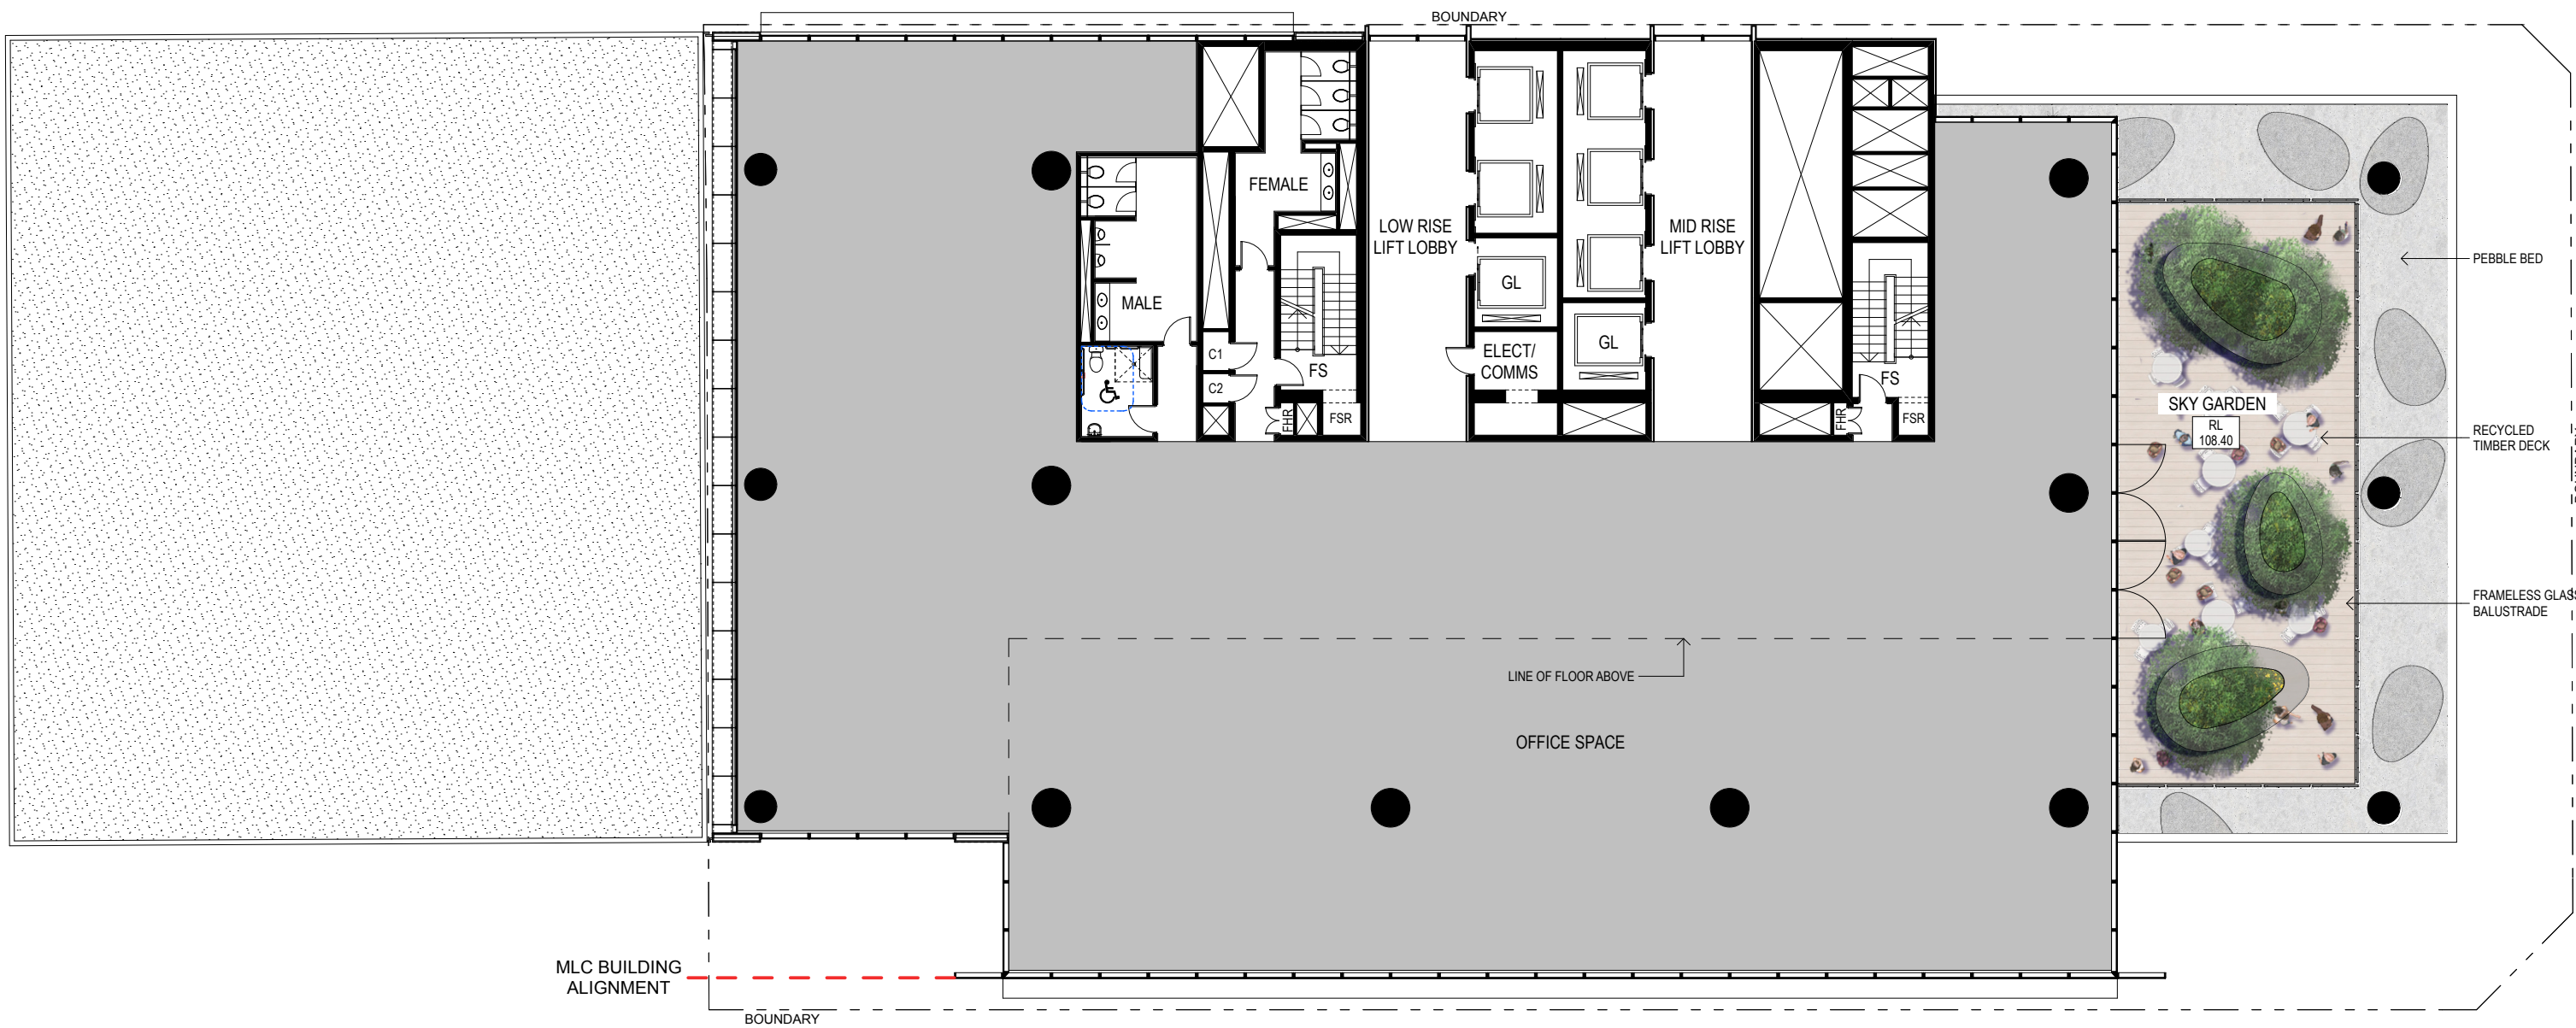 BOUNDARY
FEMALE
LOW RISE
LIFT LOBBY
MID RISE
LIFT LOBBY
PEBBLE BED
GL
MALE
GL
C1
ELECT/
COMMS
FS
FS
C2
SKY GARDEN
RL
108.40
FHR
FSR
FHR
FSR
RECYCLED
TIMBER DECK
FRAMELESS GLASS
BALUSTRADE
LINE OF FLOOR ABOVE
OFFICE SPACE
MLC BUILDING
ALIGNMENT
BOUNDARY